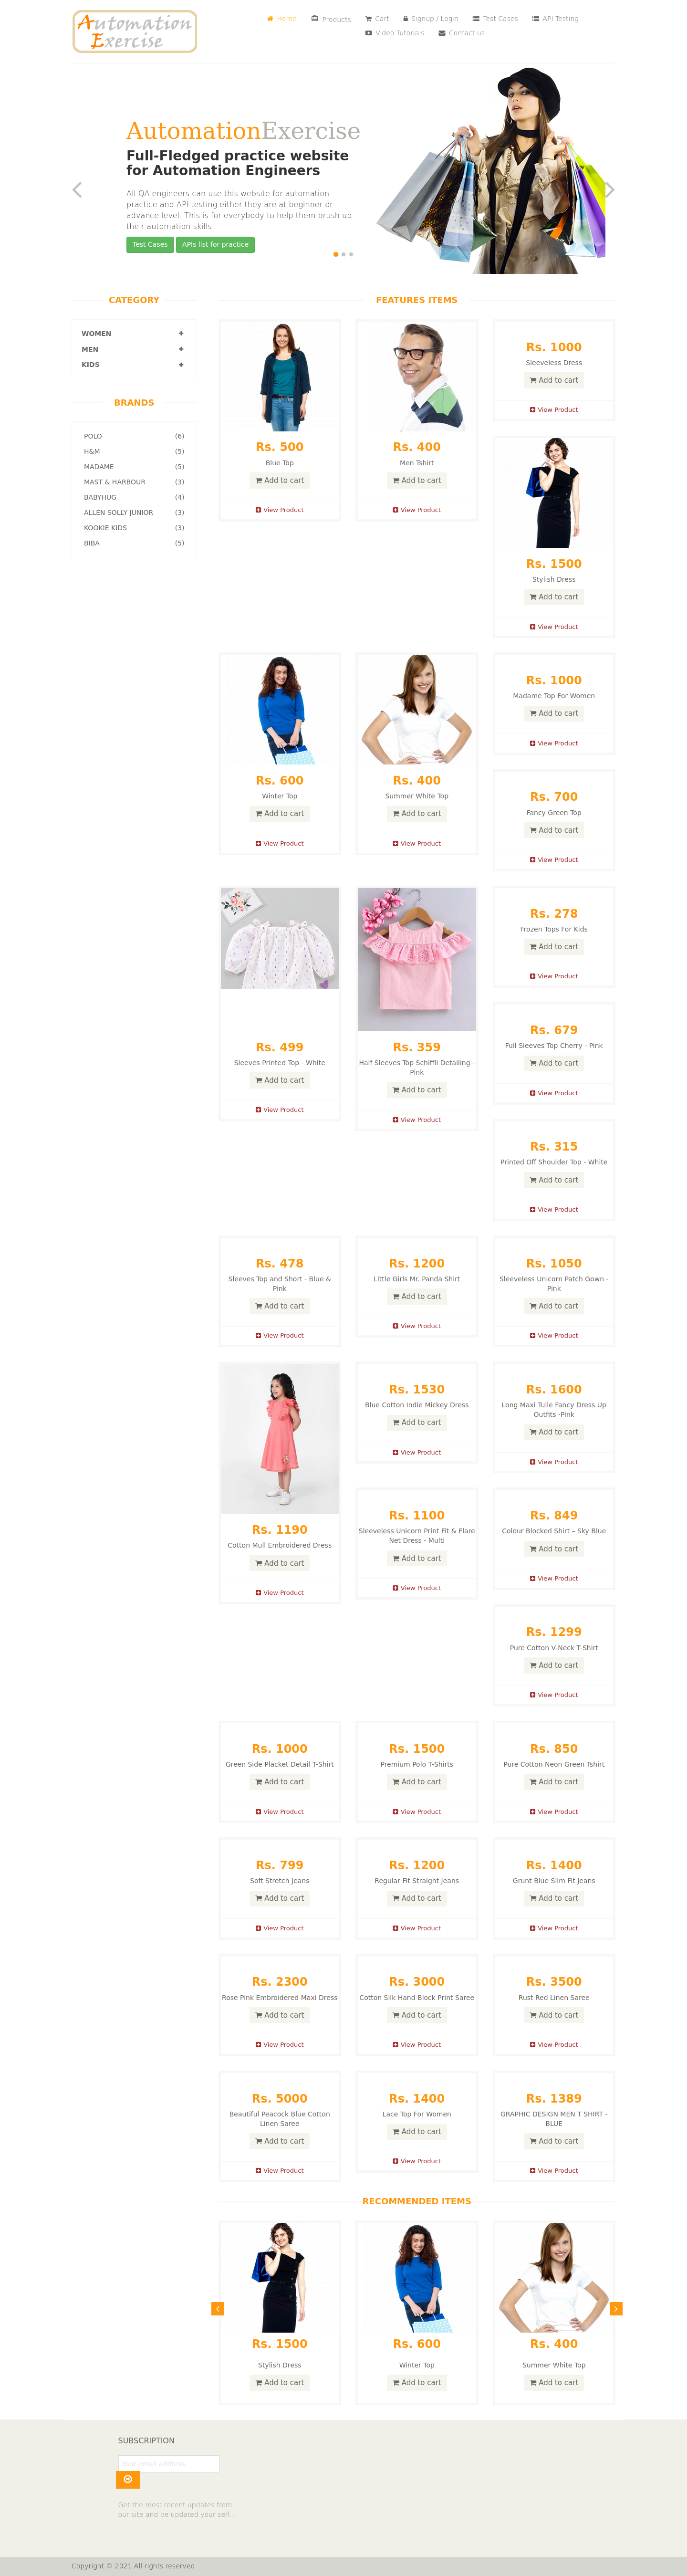 Automation
Exercise
Home
Products
Cart
Signup / Login
Test Cases
API Testing
Video Tutorials
Contact us
AutomationExercise
Full-Fledged practice website
for Automation Engineers
All QA engineers can use this website for automation
practice and API testing either they are at beginner or
advance level. This is for everybody to help them brush up
their automation skills.
Test Cases
APIs list for practice
CATEGORY
WOMEN
MEN
KIDS
BRANDS
POLO (6)
H&M (5)
MADAME (5)
MAST & HARBOUR (3)
BABYHUG (4)
ALLEN SOLLY JUNIOR (3)
KOOKIE KIDS (3)
BIBA (5)
FEATURES ITEMS
Rs. 500
Blue Top
Add to cart
View Product
Rs. 400
Men Tshirt
Add to cart
View Product
Rs. 1000
Sleeveless Dress
Add to cart
View Product
Rs. 1500
Stylish Dress
Add to cart
View Product
Rs. 600
Winter Top
Add to cart
View Product
Rs. 400
Summer White Top
Add to cart
View Product
Rs. 1000
Madame Top For Women
Add to cart
View Product
Rs. 700
Fancy Green Top
Add to cart
View Product
Rs. 499
Sleeves Printed Top - White
Add to cart
View Product
Rs. 359
Half Sleeves Top Schiffli Detailing -
Pink
Add to cart
View Product
Rs. 278
Frozen Tops For Kids
Add to cart
View Product
Rs. 679
Full Sleeves Top Cherry - Pink
Add to cart
View Product
Rs. 315
Printed Off Shoulder Top - White
Add to cart
View Product
Rs. 478
Sleeves Top and Short - Blue &
Pink
Add to cart
View Product
Rs. 1200
Little Girls Mr. Panda Shirt
Add to cart
View Product
Rs. 1050
Sleeveless Unicorn Patch Gown -
Pink
Add to cart
View Product
Rs. 1190
Cotton Mull Embroidered Dress
Add to cart
View Product
Rs. 1530
Blue Cotton Indie Mickey Dress
Add to cart
View Product
Rs. 1600
Long Maxi Tulle Fancy Dress Up
Outfits -Pink
Add to cart
View Product
Rs. 1100
Sleeveless Unicorn Print Fit & Flare
Net Dress - Multi
Add to cart
View Product
Rs. 849
Colour Blocked Shirt – Sky Blue
Add to cart
View Product
Rs. 1299
Pure Cotton V-Neck T-Shirt
Add to cart
View Product
Rs. 1000
Green Side Placket Detail T-Shirt
Add to cart
View Product
Rs. 1500
Premium Polo T-Shirts
Add to cart
View Product
Rs. 850
Pure Cotton Neon Green Tshirt
Add to cart
View Product
Rs. 799
Soft Stretch Jeans
Add to cart
View Product
Rs. 1200
Regular Fit Straight Jeans
Add to cart
View Product
Rs. 1400
Grunt Blue Slim Fit Jeans
Add to cart
View Product
Rs. 2300
Rose Pink Embroidered Maxi Dress
Add to cart
View Product
Rs. 3000
Cotton Silk Hand Block Print Saree
Add to cart
View Product
Rs. 3500
Rust Red Linen Saree
Add to cart
View Product
Rs. 5000
Beautiful Peacock Blue Cotton
Linen Saree
Add to cart
View Product
Rs. 1400
Lace Top For Women
Add to cart
View Product
Rs. 1389
GRAPHIC DESIGN MEN T SHIRT -
BLUE
Add to cart
View Product
RECOMMENDED ITEMS
Rs. 1500
Stylish Dress
Add to cart
Rs. 600
Winter Top
Add to cart
Rs. 400
Summer White Top
Add to cart
SUBSCRIPTION
Your email address
Get the most recent updates from
our site and be updated your self...
Copyright © 2021 All rights reserved